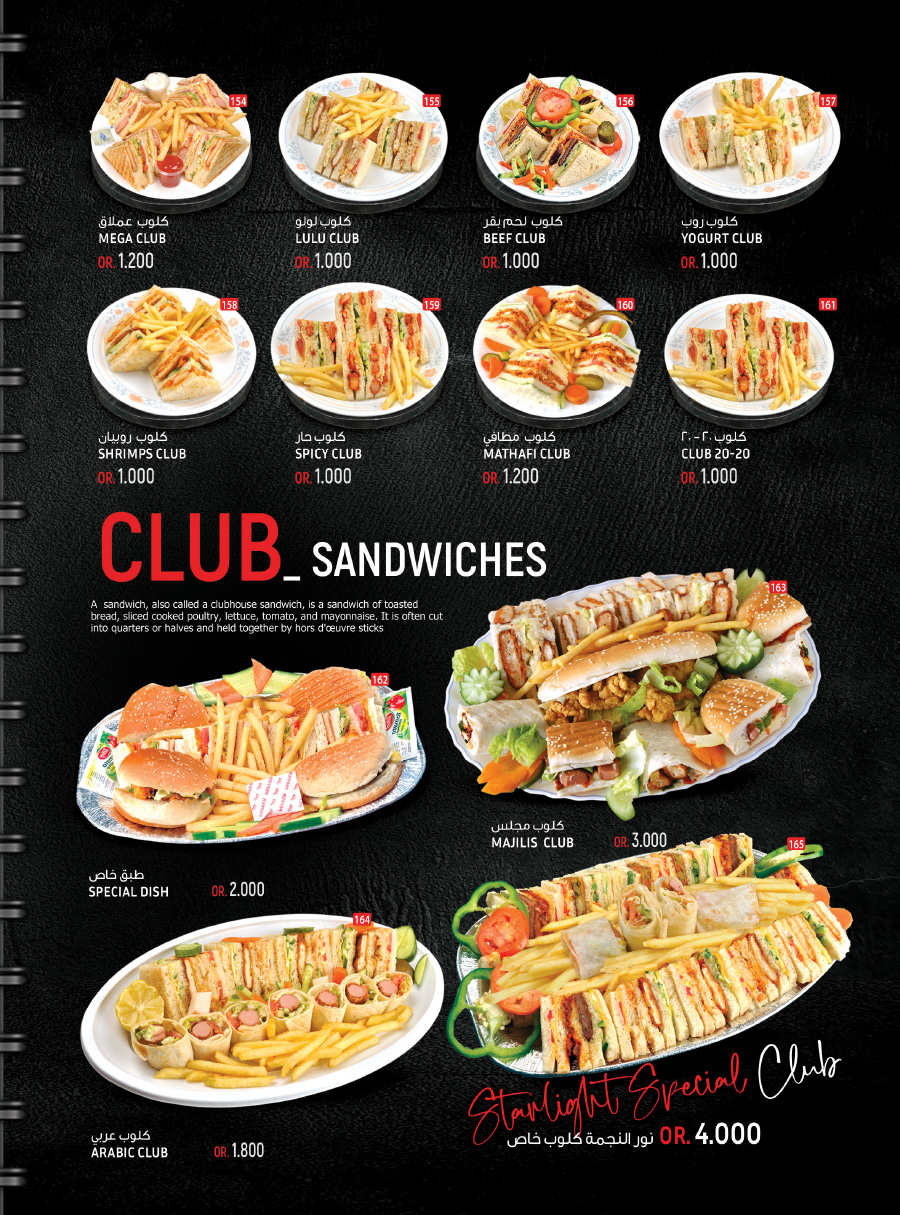 154
155
156
157
كلوب عملاق
MEGA CLUB
OR. 1.200
كلوب لولو
LULU CLUB
OR. 1.000
كلوب لحم بقر
BEEF CLUB
OR. 1.000
كلوب روب
YOGURT CLUB
OR. 1.000
158
159
160
161
كلوب روبيان
SHRIMPS CLUB
OR. 1.000
كلوب حار
SPICY CLUB
OR. 1.000
كلوب مطافي
MATHAFI CLUB
OR. 1.200
كلوب ٢٠-٢٠
CLUB 20-20
OR. 1.000
CLUB_ SANDWICHES
A sandwich, also called a clubhouse sandwich, is a sandwich of toasted
bread, sliced cooked poultry, lettuce, tomato, and mayonnaise. It is often cut
into quarters or halves and held together by hors d'œuvre sticks
162
طبق خاص
SPECIAL DISH
OR. 2.000
163
كلوب مجلس
MAJILIS CLUB
OR. 3.000
164
كلوب عربي
ARABIC CLUB
OR. 1.800
165
Starlight Special Club
نور النجمة كلوب خاص OR. 4.000